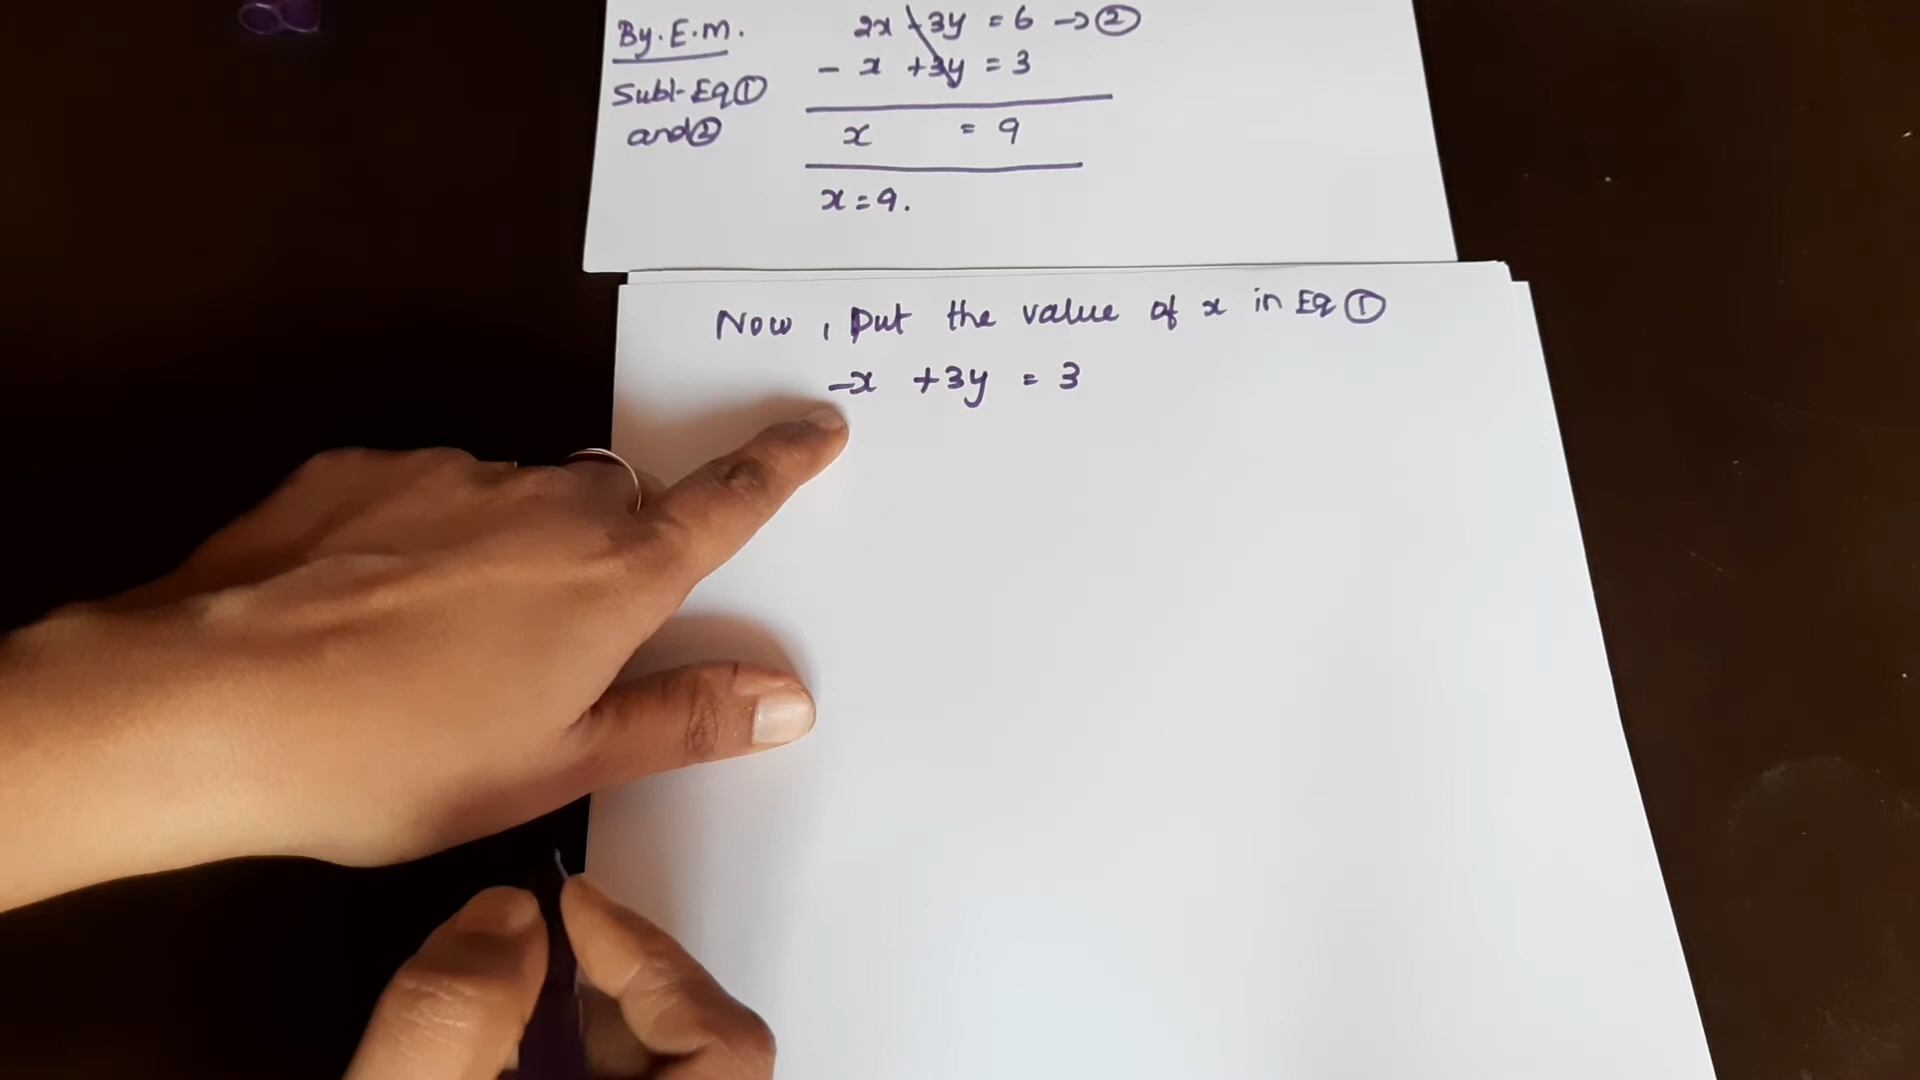 By. E.M.
2x - 3y = 6 → ②
- x + 3y = 3
Subt- Eq ①
and ②
x = 9
x = 9.
Now, put the value of x in Eq ①
-x + 3y = 3